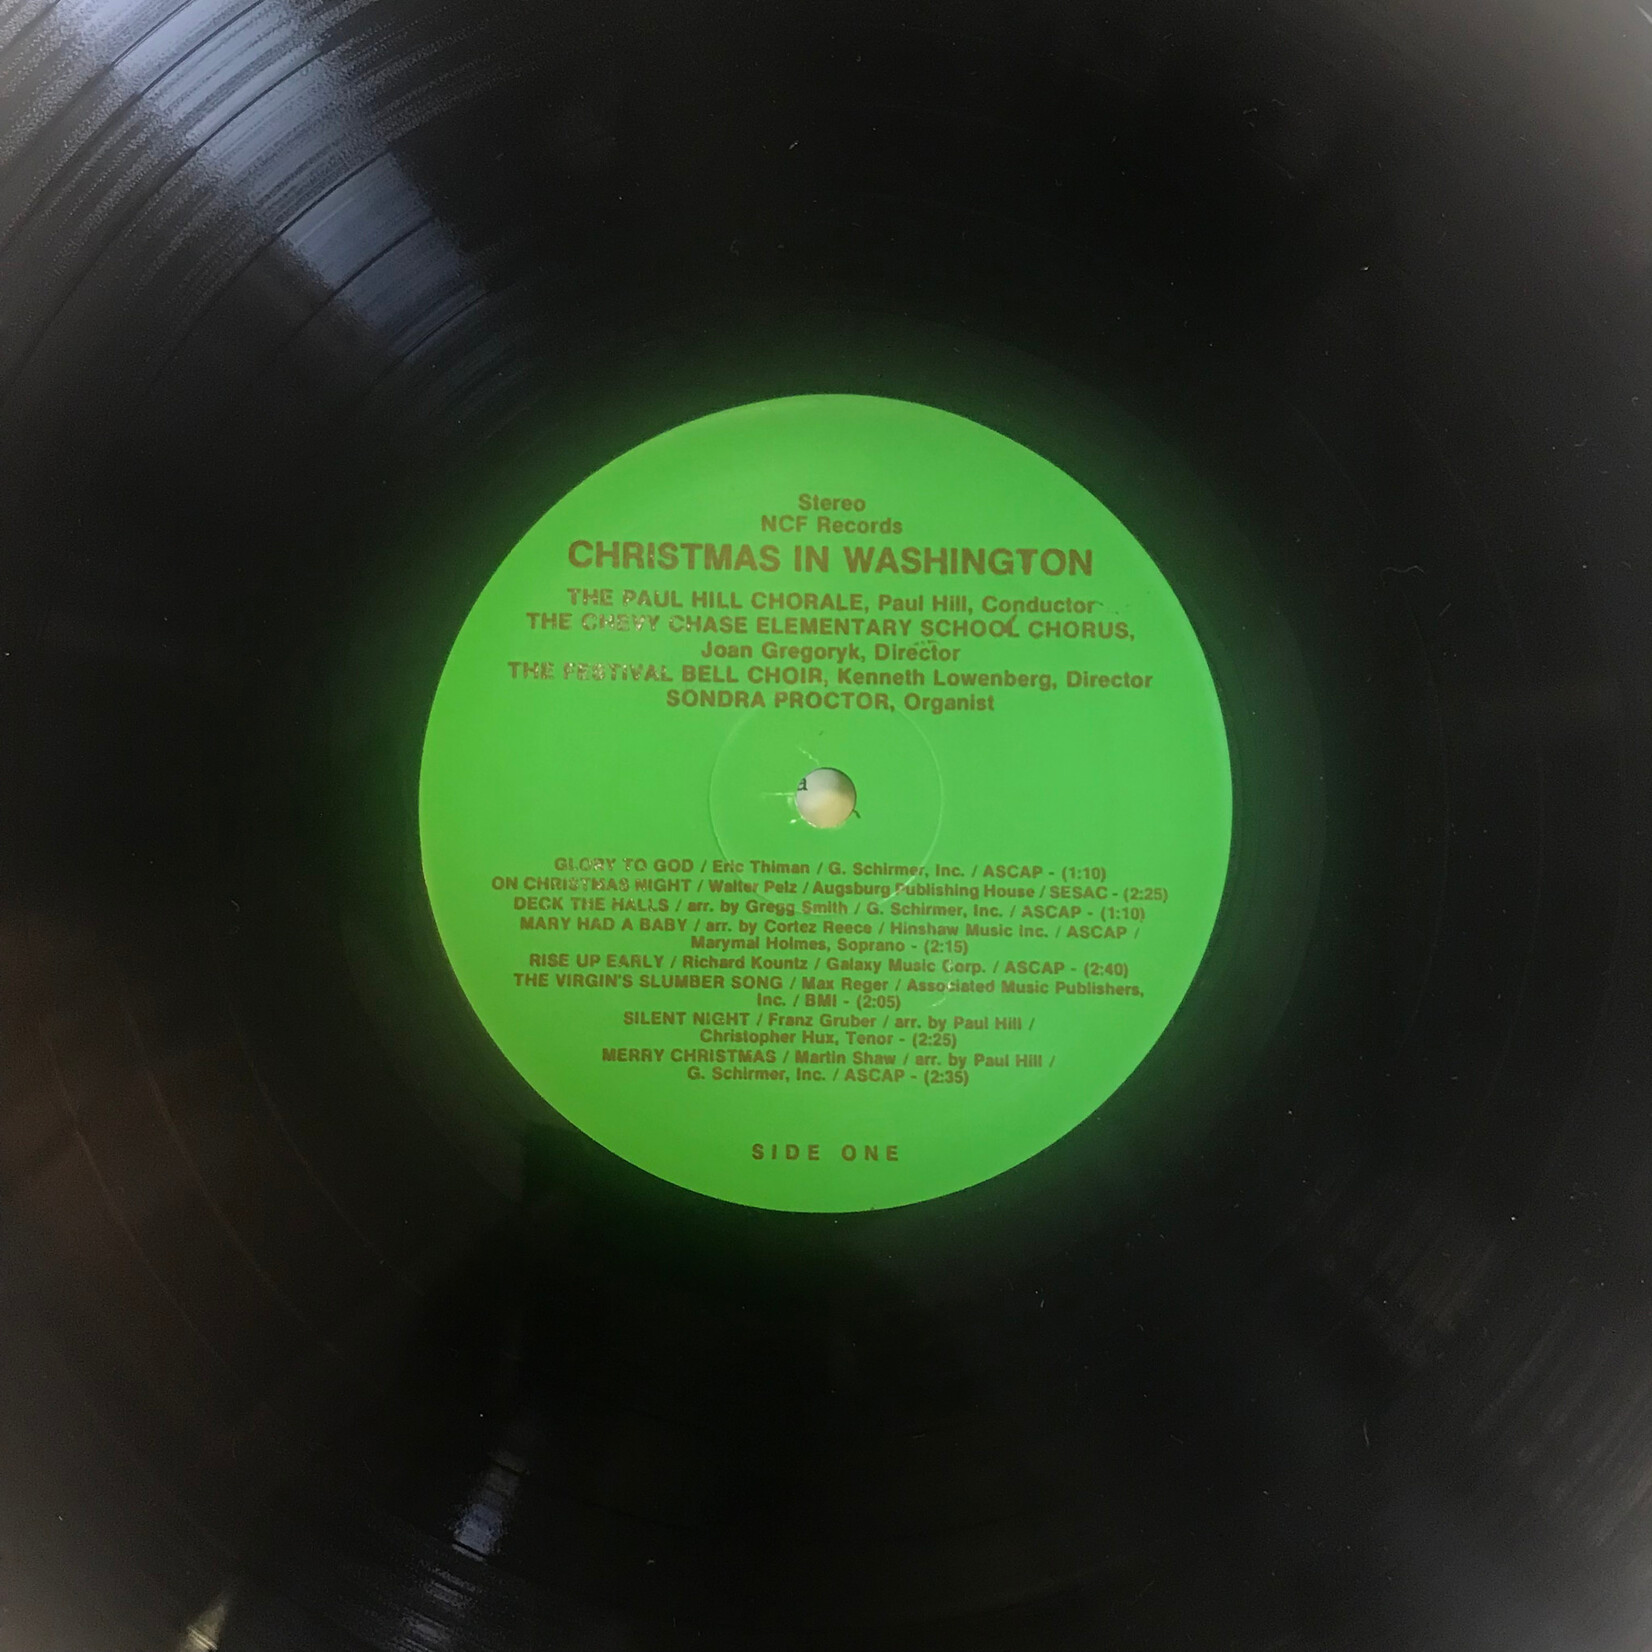 Stereo
NCF Records
CHRISTMAS IN WASHINGTON
THE PAUL HILL CHORALE, Paul Hill, Conductor
THE CHEVY CHASE ELEMENTARY SCHOOL CHORUS,
Joan Gregoryk, Director
THE FESTIVAL BELL CHOIR, Kenneth Lowenberg, Director
SONDRA PROCTOR, Organist
a
GLORY TO GOD / Eric Thiman / G. Schirmer, Inc. / ASCAP - (1:10)
ON CHRISTMAS NIGHT / Walter Pelz / Augsburg Publishing House / SESAC - (2:25)
DECK THE HALLS / arr. by Gregg Smith / G. Schirmer, Inc. / ASCAP - (1:10)
MARY HAD A BABY / arr. by Cortez Reece / Hinshaw Music Inc. / ASCAP /
Marymal Holmes, Soprano - (2:15)
RISE UP EARLY / Richard Kountz / Galaxy Music Corp. / ASCAP - (2:40)
THE VIRGIN'S SLUMBER SONG / Max Reger / Associated Music Publishers,
Inc. / BMI - (2:05)
SILENT NIGHT / Franz Gruber / arr. by Paul Hill /
Christopher Hux, Tenor - (2:25)
MERRY CHRISTMAS / Martin Shaw / arr. by Paul Hill /
G. Schirmer, Inc. / ASCAP - (2:35)
SIDE ONE